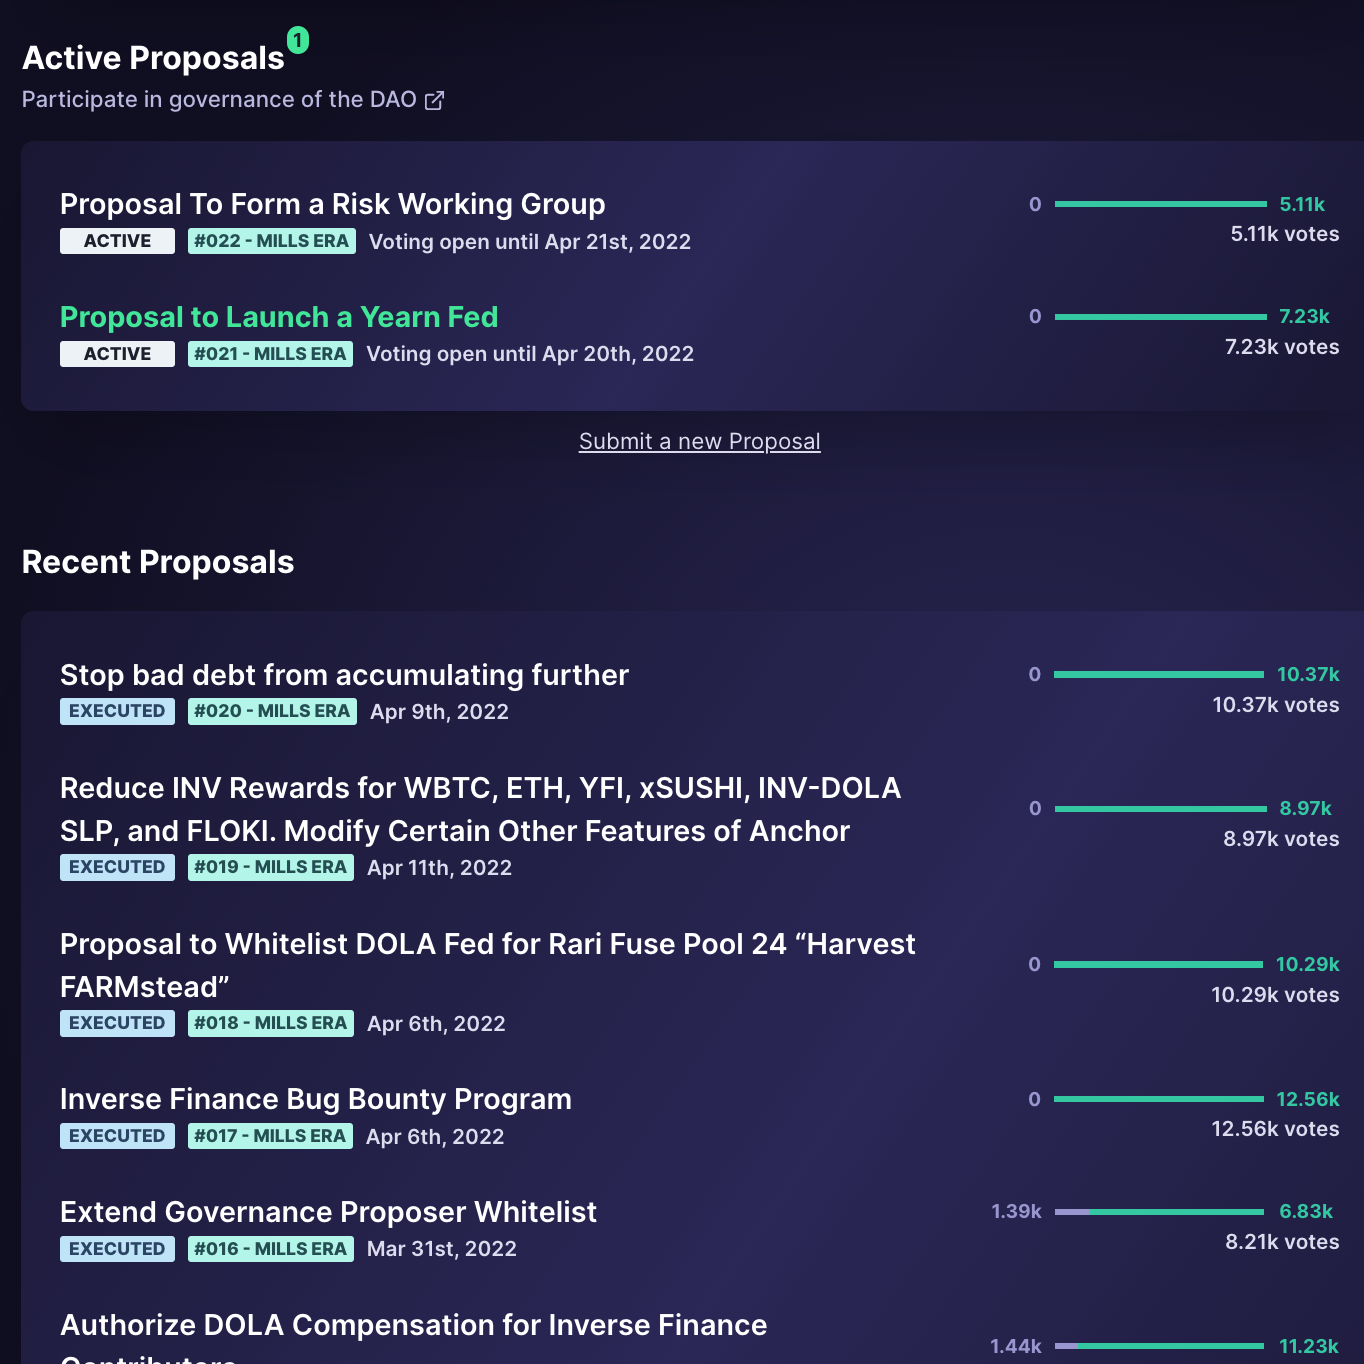 Active Proposals 1
Participate in governance of the DAO
Proposal To Form a Risk Working Group
0 5.11k
ACTIVE #022 - MILLS ERA Voting open until Apr 21st, 2022
5.11k votes
Proposal to Launch a Yearn Fed
0 7.23k
ACTIVE #021 - MILLS ERA Voting open until Apr 20th, 2022
7.23k votes
Submit a new Proposal
Recent Proposals
Stop bad debt from accumulating further
0 10.37k
EXECUTED #020 - MILLS ERA Apr 9th, 2022
10.37k votes
Reduce INV Rewards for WBTC, ETH, YFI, xSUSHI, INV-DOLA
SLP, and FLOKI. Modify Certain Other Features of Anchor
0 8.97k
8.97k votes
EXECUTED #019 - MILLS ERA Apr 11th, 2022
Proposal to Whitelist DOLA Fed for Rari Fuse Pool 24 “Harvest
FARMstead”
0 10.29k
10.29k votes
EXECUTED #018 - MILLS ERA Apr 6th, 2022
Inverse Finance Bug Bounty Program
0 12.56k
EXECUTED #017 - MILLS ERA Apr 6th, 2022
12.56k votes
Extend Governance Proposer Whitelist
1.39k 6.83k
EXECUTED #016 - MILLS ERA Mar 31st, 2022
8.21k votes
Authorize DOLA Compensation for Inverse Finance
1.44k 11.23k
Contributors